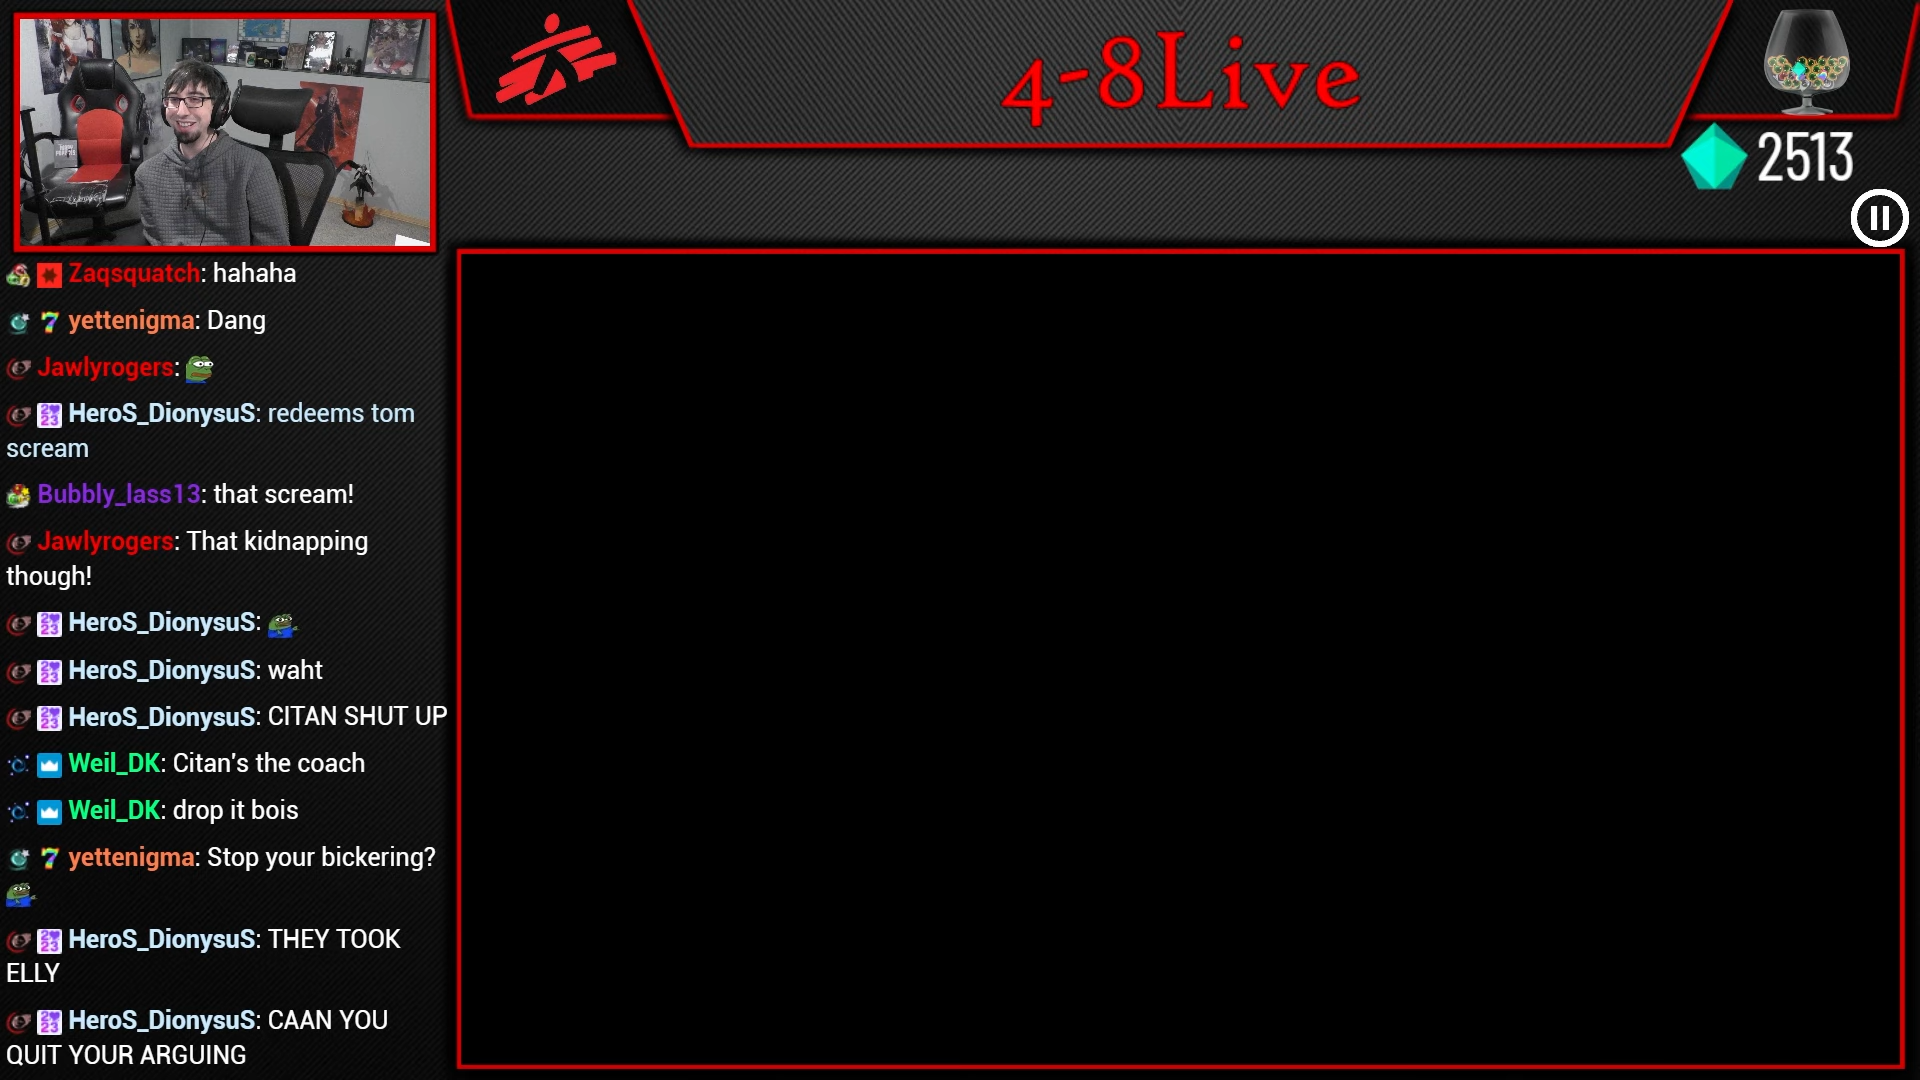 4-8Live
2513
Zaqsquatch: hahaha
yettenigma: Dang
Jawlyrogers:
HeroS_DionysuS: redeems tom
scream
Bubbly_lass13: that scream!
Jawlyrogers: That kidnapping
though!
HeroS_DionysuS:
HeroS_DionysuS: waht
HeroS_DionysuS: CITAN SHUT UP
Weil_DK: Citan's the coach
Weil_DK: drop it bois
yettenigma: Stop your bickering?
HeroS_DionysuS: THEY TOOK
ELLY
HeroS_DionysuS: CAAN YOU
QUIT YOUR ARGUING